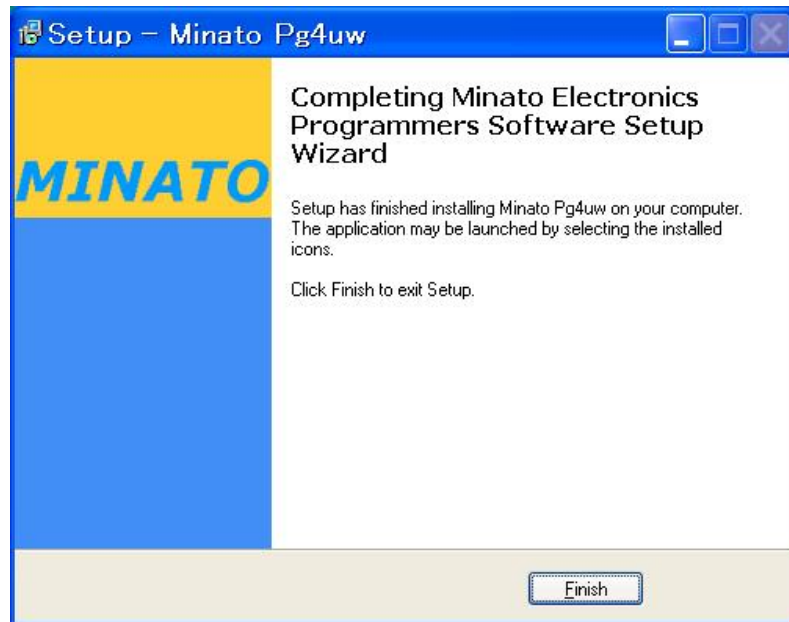 Setup - Minato Pg4uw
Completing Minato Electronics
Programmers Software Setup
Wizard
MINATO
Setup has finished installing Minato Pg4uw on your computer.
The application may be launched by selecting the installed
icons.
Click Finish to exit Setup.
Finish